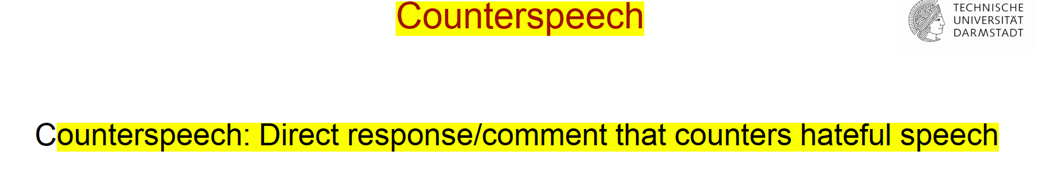 Counterspeech
TECHNISCHE
UNIVERSITÄT
DARMSTADT
Counterspeech: Direct response/comment that counters hateful speech